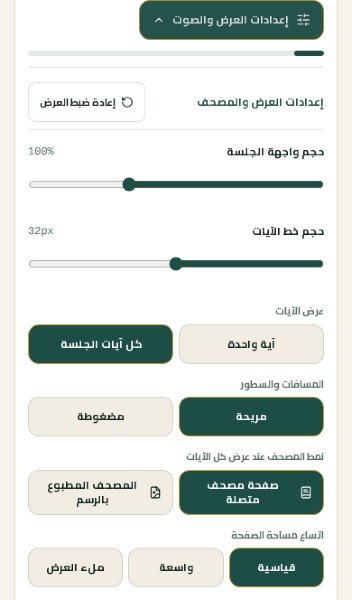 إعدادات العرض والصوت
إعدادات العرض والمصحف
إعادة ضبط العرض
حجم واجهة الجلسة
100%
حجم خط الآيات
32px
عرض الآيات
آية واحدة
كل آيات الجلسة
المسافات والسطور
مريحة
مضغوطة
نمط المصحف عند عرض كل الآيات
صفحة مصحف
متصلة
المصحف المطبوع
بالرسم
اتساع مساحة الصفحة
قياسية
واسعة
ملء العرض